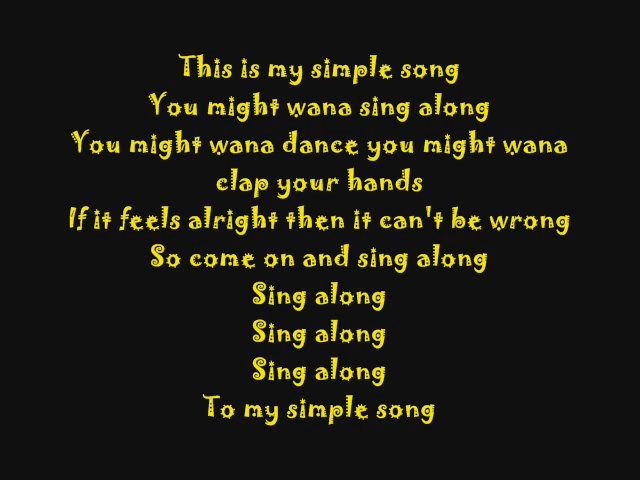 This is my simple song
You might wana sing along
You might wana dance you might wana
clap your hands
If it feels alright then it can't be wrong
So come on and sing along
Sing along
Sing along
Sing along
To my simple song